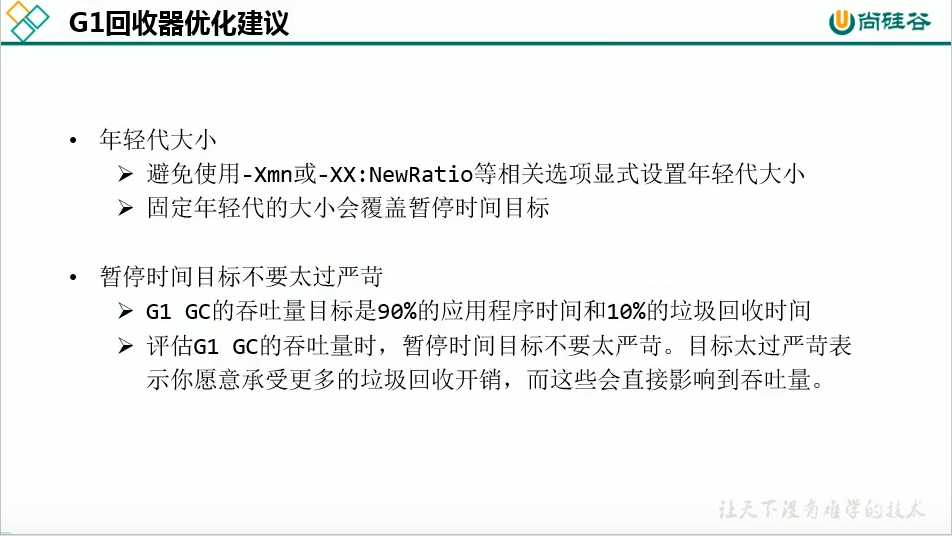 G1回收器优化建议
尚硅谷
• 年轻代大小
➢ 避免使用-Xmn或-XX:NewRatio等相关选项显式设置年轻代大小
➢ 固定年轻代的大小会覆盖暂停时间目标
• 暂停时间目标不要太过严苛
➢ G1 GC的吞吐量目标是90%的应用程序时间和10%的垃圾回收时间
➢ 评估G1 GC的吞吐量时，暂停时间目标不要太严苛。目标太过严苛表
示你愿意承受更多的垃圾回收开销，而这些会直接影响到吞吐量。
让天下没有难学的技术